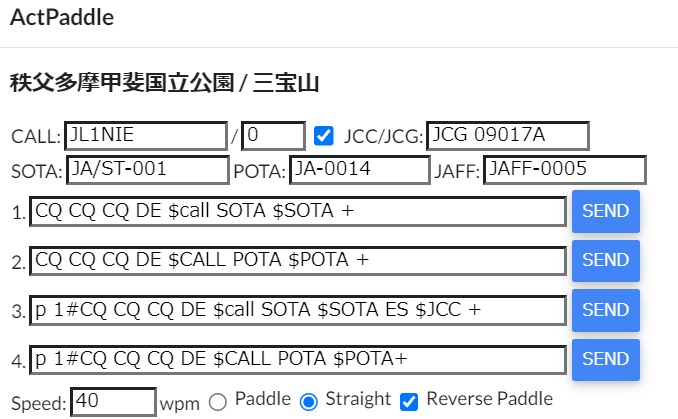 ActPaddle
秩父多摩甲斐国立公園 / 三宝山
CALL: JL1NIE / 0 JCC/JCG: JCG 09017A
SOTA: JA/ST-001 POTA: JA-0014 JAFF: JAFF-0005
1. CQ CQ CQ DE $call SOTA $SOTA + SEND
2. CQ CQ CQ DE $CALL POTA $POTA + SEND
3. p 1#CQ CQ CQ DE $call SOTA $SOTA ES $JCC + SEND
4. p 1#CQ CQ CQ DE $CALL POTA $POTA+ SEND
Speed: 40 wpm Paddle Straight Reverse Paddle